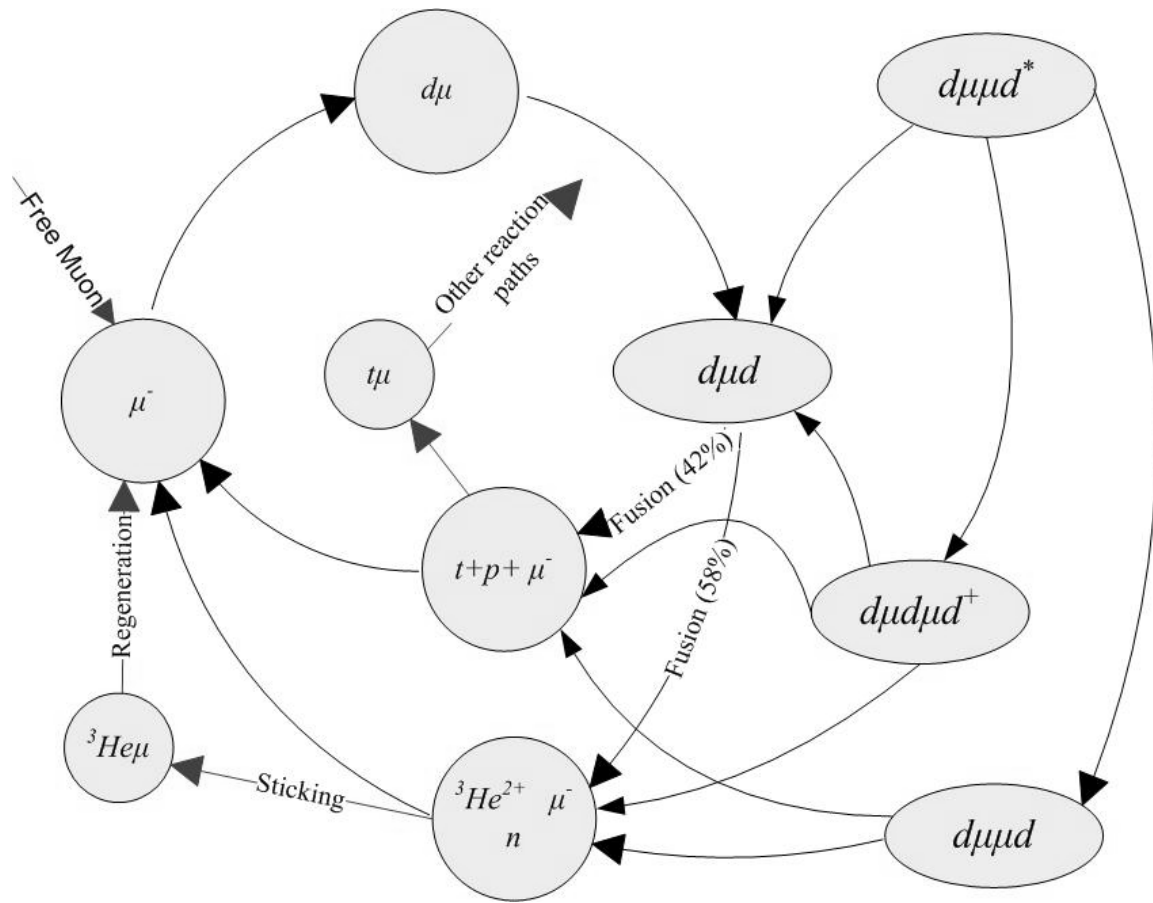 dμ
dμμd*
Free Muon
Other reaction
paths
μ⁻
tμ
dμd
Fusion (42%)
Fusion (58%)
t+p+ μ⁻
dμdμd⁺
Regeneration
³Heμ
Sticking
³He²⁺ μ⁻
n
dμμd